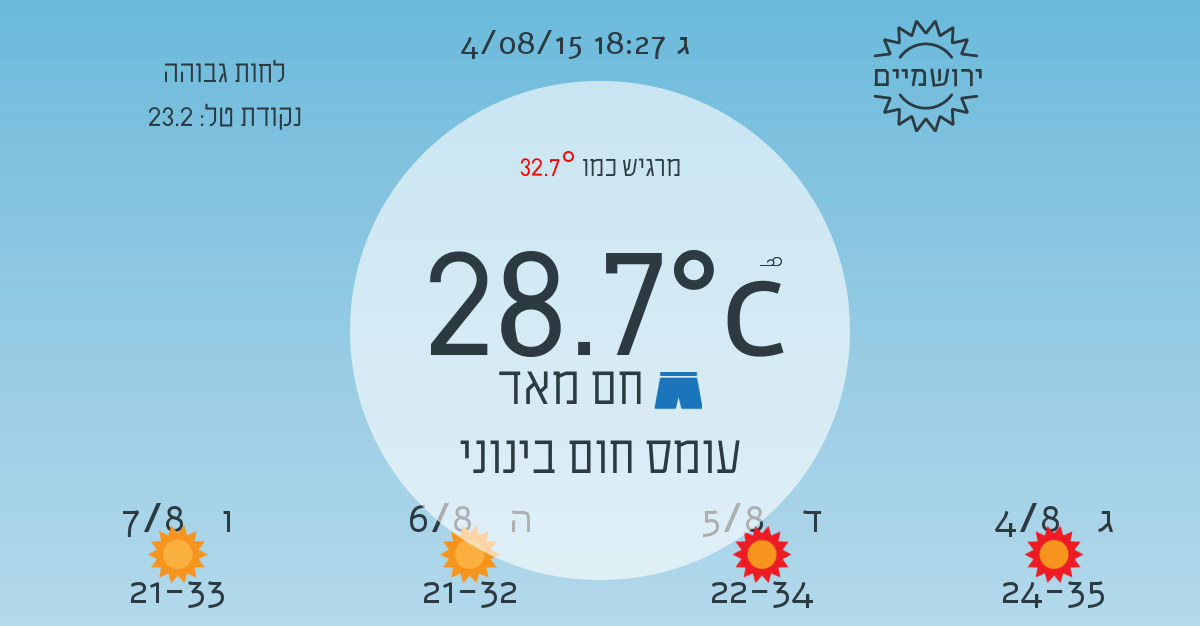 ג 18:27 4/08/15
ירושמיים
לחות גבוהה
נקודת טל: 23.2
מרגיש כמו 32.7°
28.7°c
חם מאד
עומס חום בינוני
ג 4/8
ד 5/8
ה 6/8
ו 7/8
24-35
22-34
21-32
21-33